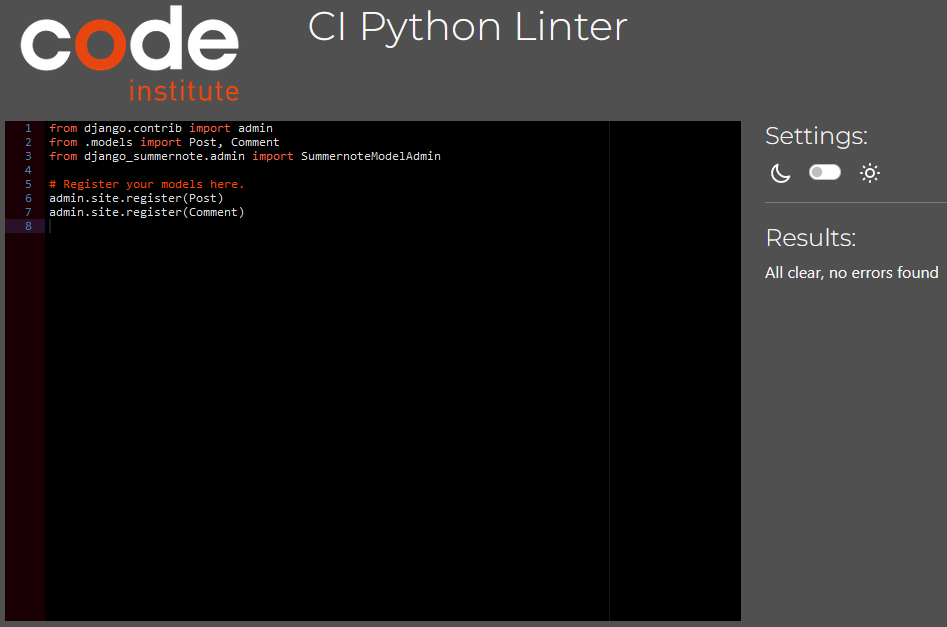 code
institute
CI Python Linter
1 from django.contrib import admin
2 from .models import Post, Comment
3 from django_summernote.admin import SummernoteModelAdmin
4
5 # Register your models here.
6 admin.site.register(Post)
7 admin.site.register(Comment)
8
Settings:
Results:
All clear, no errors found